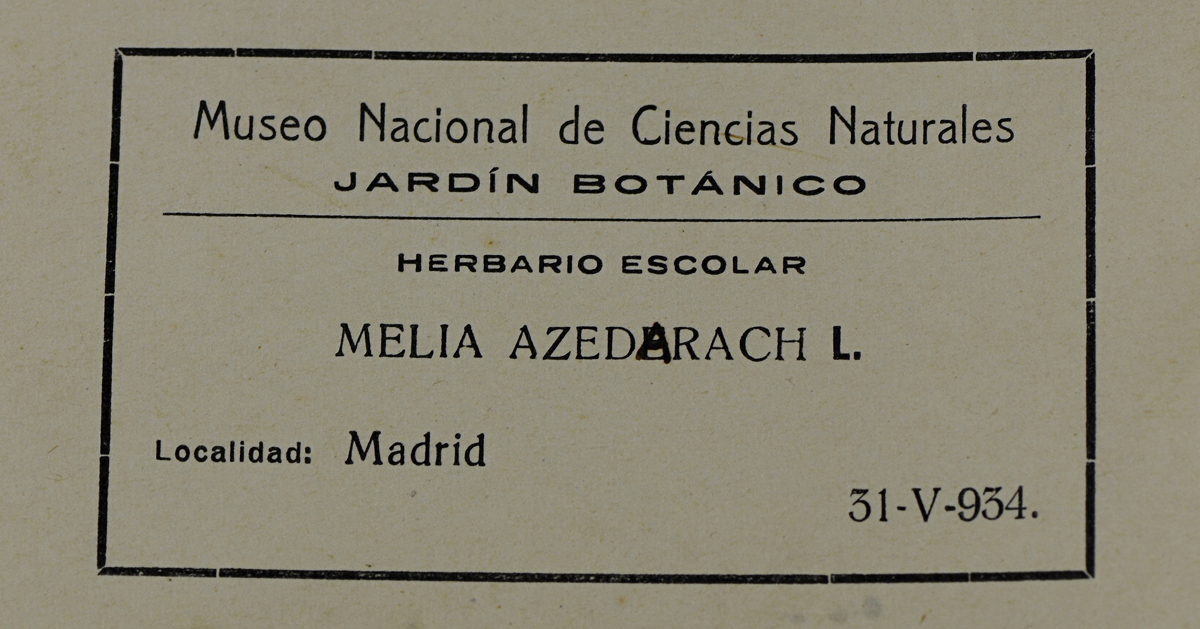 Museo Nacional de Ciencias Naturales
JARDÍN BOTÁNICO
HERBARIO ESCOLAR
MELIA AZEDARACH L.
Localidad: Madrid
31-V-934.